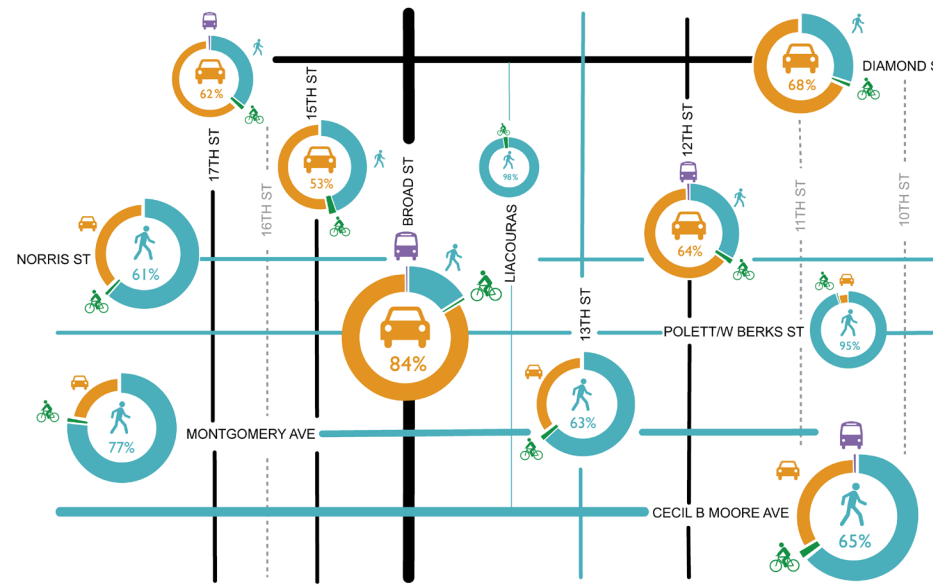 62%
68%
DIAMOND S
15TH ST
53%
17TH ST
16TH ST
BROAD ST
98%
LIACOURAS
12TH ST
11TH ST
10TH ST
64%
NORRIS ST
61%
84%
13TH ST
POLETT/W BERKS ST
95%
77%
MONTGOMERY AVE
63%
CECIL B MOORE AVE
65%